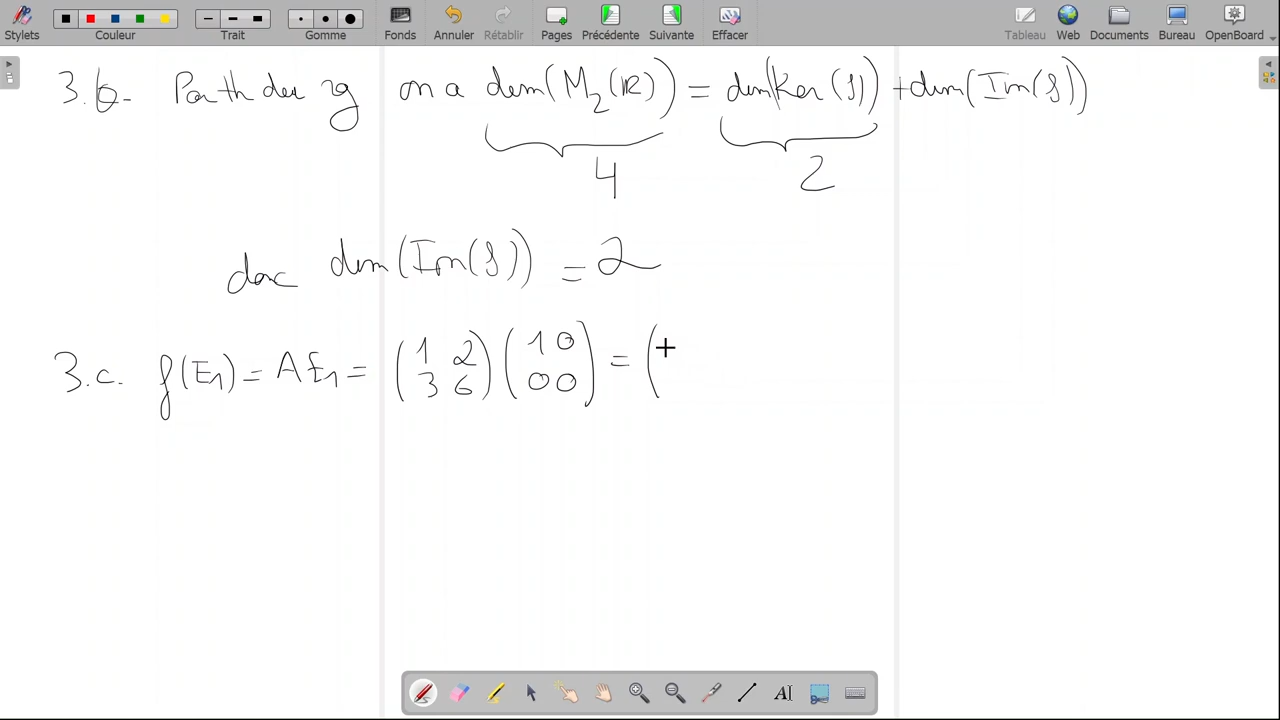 Stylets Couleur Trait Gomme Fonds Annuler Rétablir Pages Précédente Suivante Effacer Tableau Web Documents Bureau OpenBoard
3.b- Par th du rg on a dim(M₂(ℝ)) = dim(Ker(f)) + dim(Im(f))
4 2
donc dim(Im(f)) = 2
3.c. f(E₁) = AE₁ = (1 2 3 6) (1 0 0 0) = (
AI